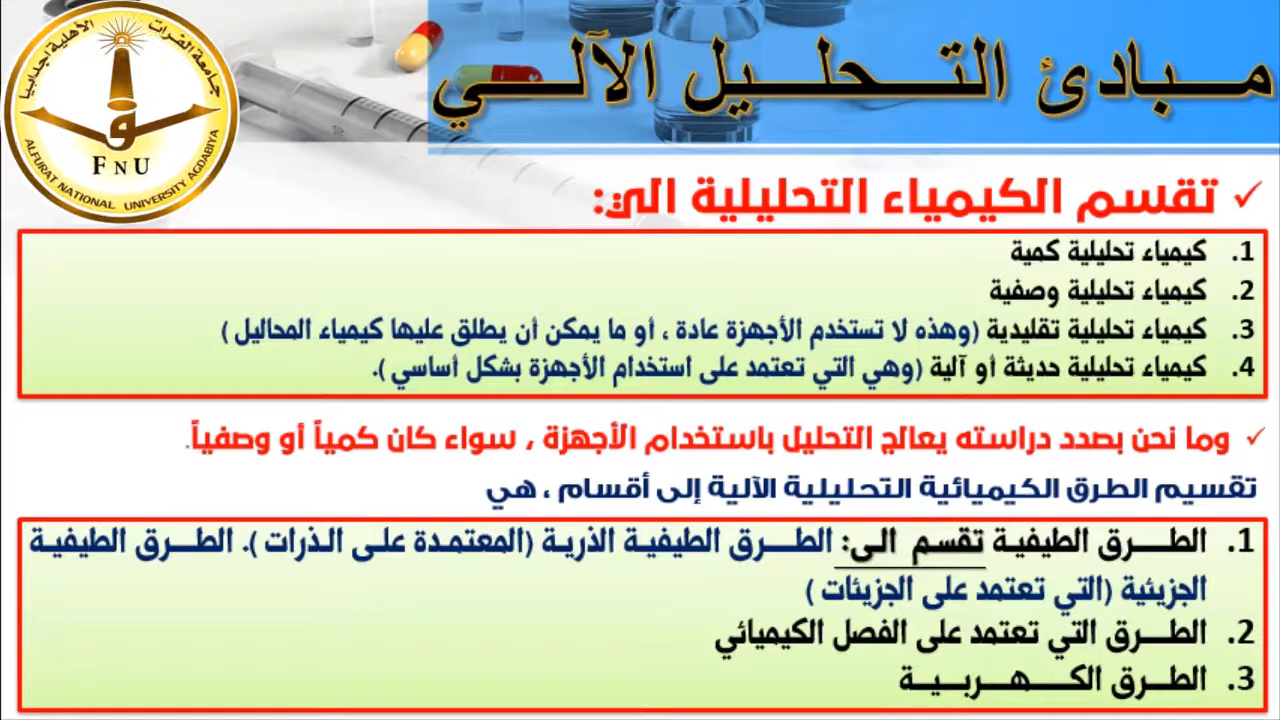 جامعة الفرات الأهلية اجدابيا
FNU
ALFURAT NATIONAL UNIVERSITY AGDABIYA
مبادئ التحليل الآلي
✓ تقسم الكيمياء التحليلية الى:
1. كيمياء تحليلية كمية
2. كيمياء تحليلية وصفية
3. كيمياء تحليلية تقليدية (وهذه لا تستخدم الأجهزة عادة ، أو ما يمكن أن يطلق عليها كيمياء المحاليل )
4. كيمياء تحليلية حديثة أو آلية (وهي التي تعتمد على استخدام الأجهزة بشكل أساسي ).
✓ وما نحن بصدد دراسته يعالج التحليل باستخدام الأجهزة ، سواء كان كمياً أو وصفياً.
تقسيم الطرق الكيميائية التحليلية الآلية إلى أقسام ، هي
1. الطرق الطيفية تقسم الى: الطرق الطيفية الذرية (المعتمدة على الذرات ). الطرق الطيفية
الجزيئية (التي تعتمد على الجزيئات )
2. الطرق التي تعتمد على الفصل الكيميائي
3. الطرق الكهربية